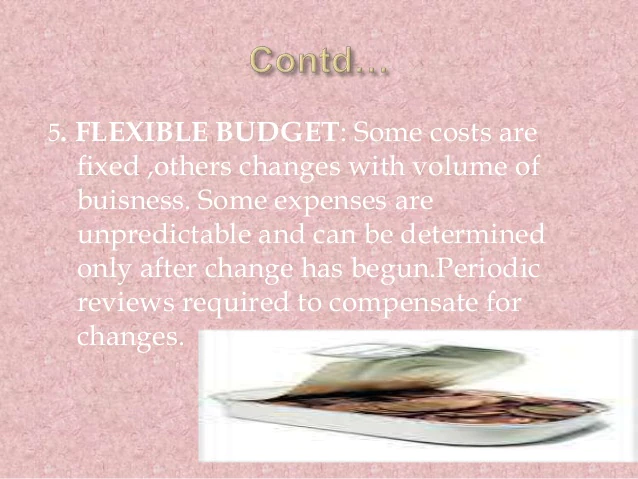 Contd...
5. FLEXIBLE BUDGET: Some costs are
fixed ,others changes with volume of
buisness. Some expenses are
unpredictable and can be determined
only after change has begun.Periodic
reviews required to compensate for
changes.